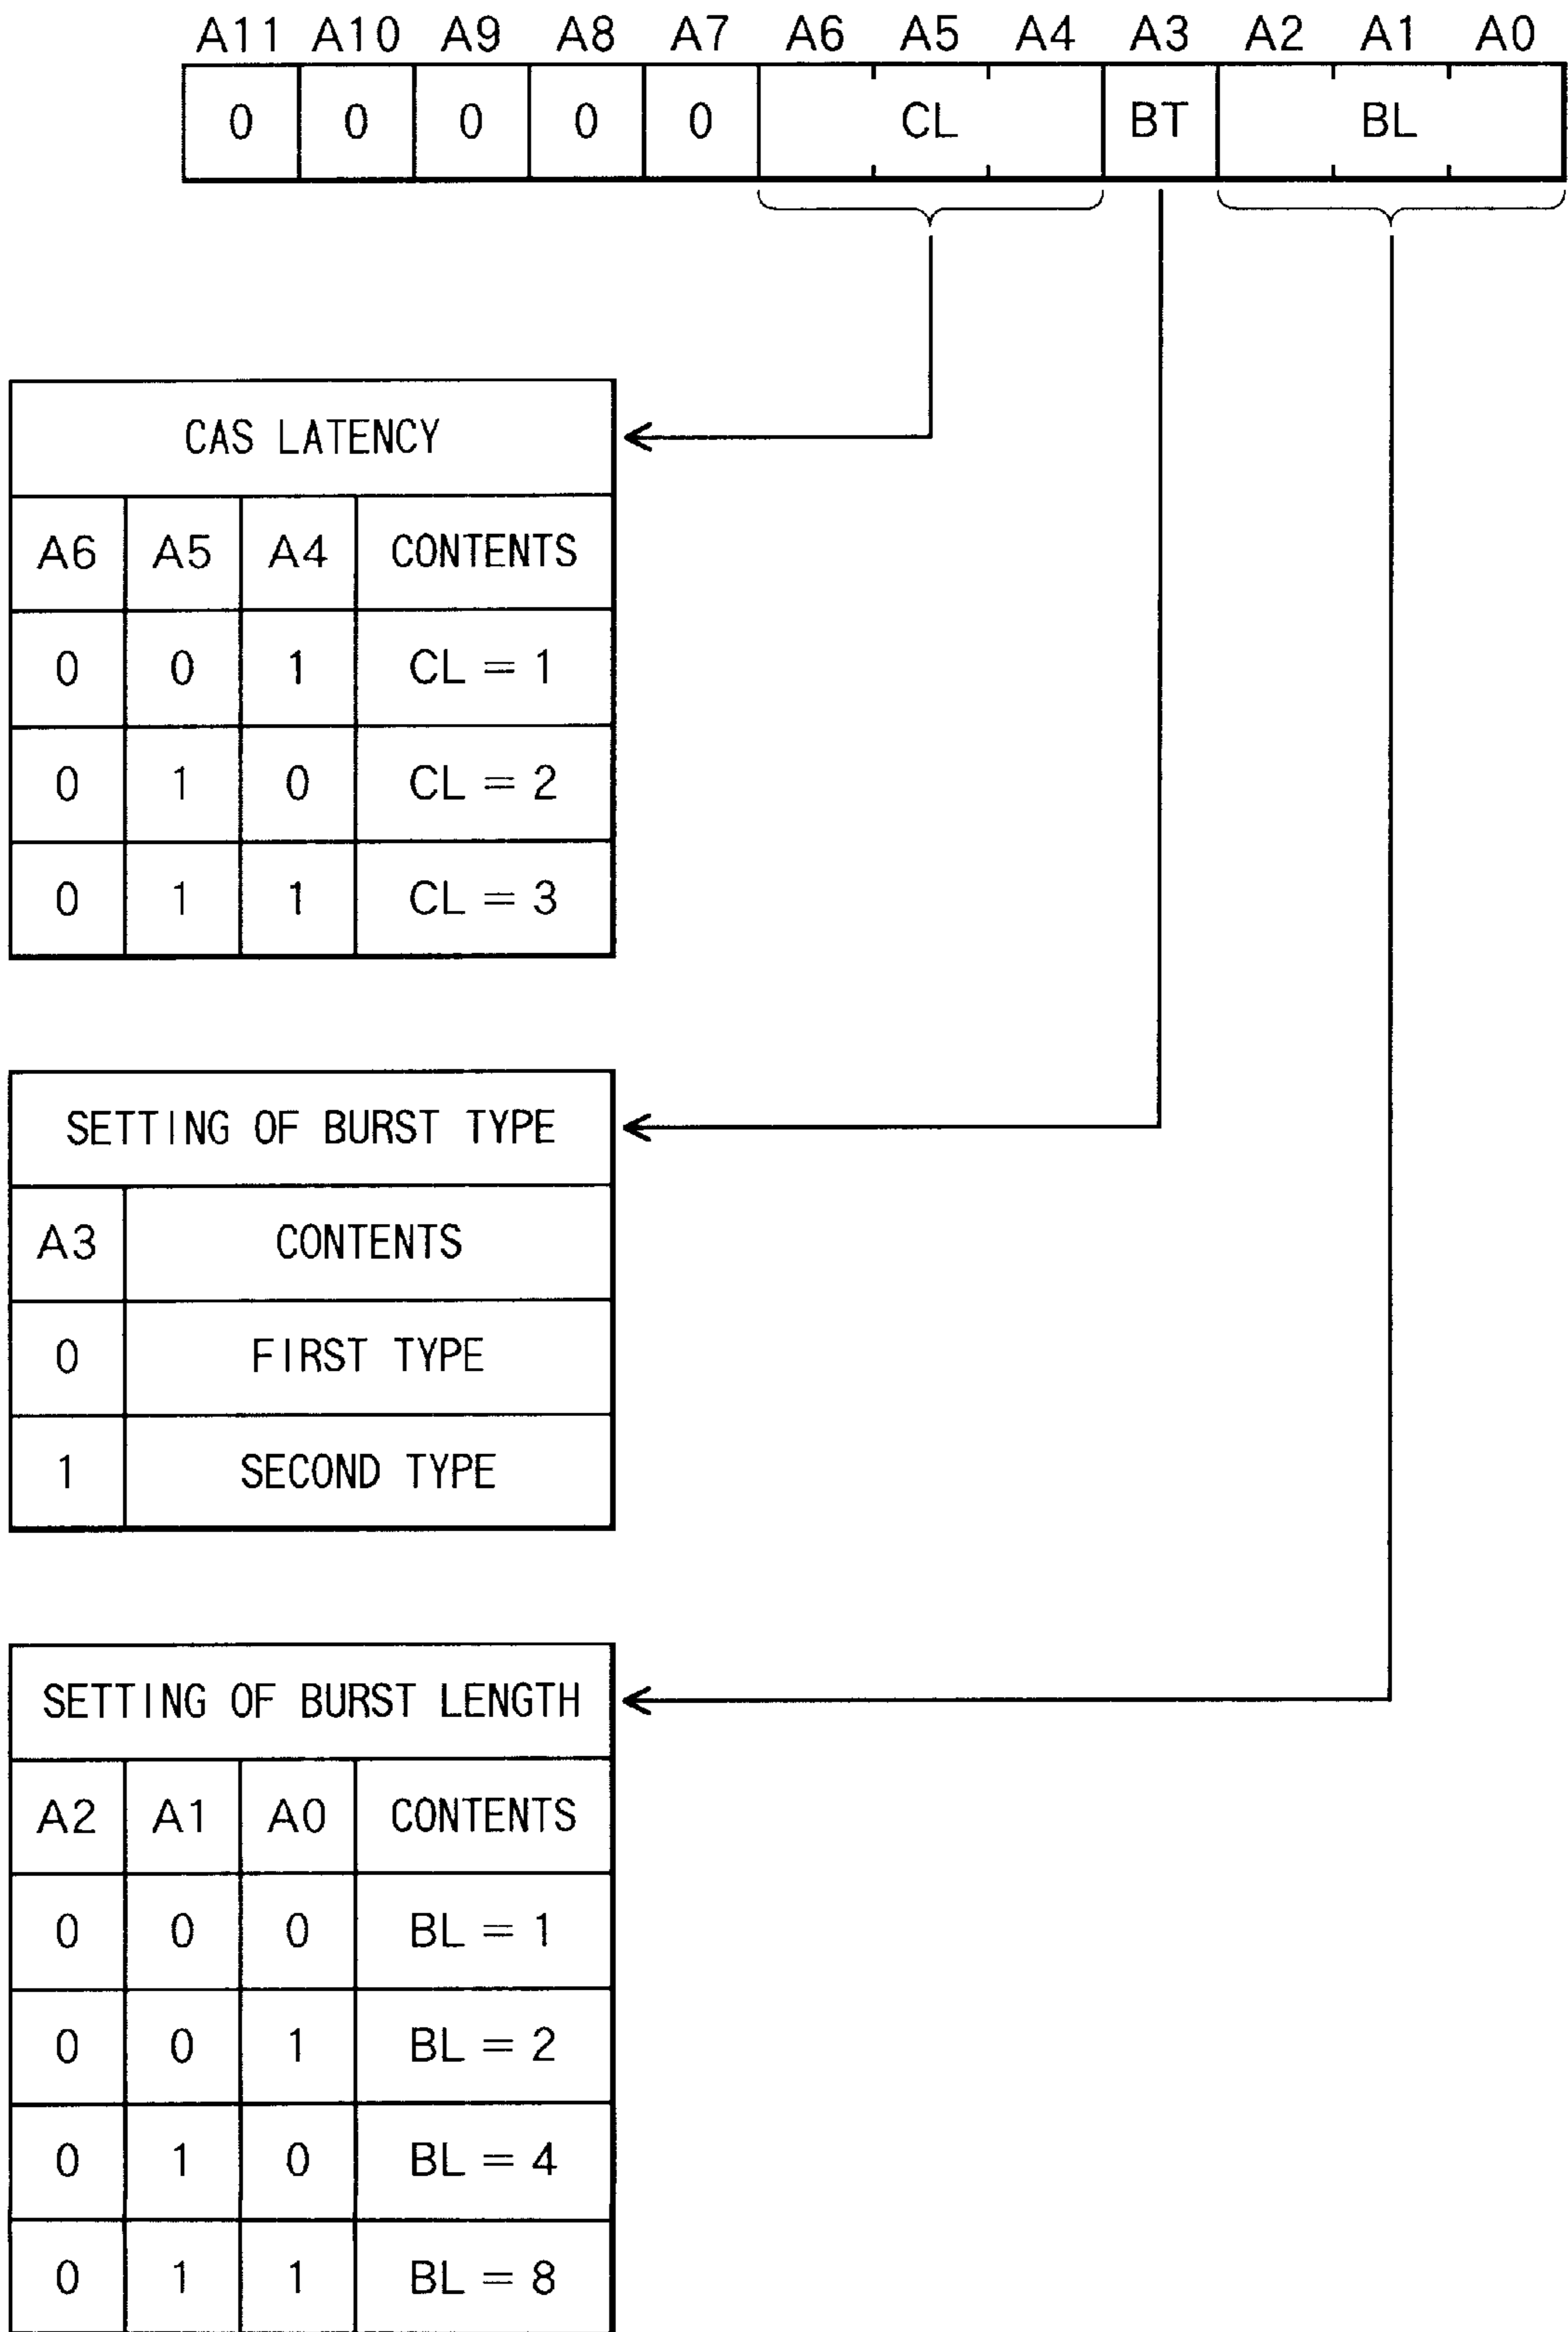 A11 A10 A9 A8 A7 A6 A5 A4 A3 A2 A1 A0
0 0 0 0 0 CL BT BL
CAS LATENCY
A6 A5 A4 CONTENTS
0 0 1 CL = 1
0 1 0 CL = 2
0 1 1 CL = 3
SETTING OF BURST TYPE
A3 CONTENTS
0 FIRST TYPE
1 SECOND TYPE
SETTING OF BURST LENGTH
A2 A1 A0 CONTENTS
0 0 0 BL = 1
0 0 1 BL = 2
0 1 0 BL = 4
0 1 1 BL = 8